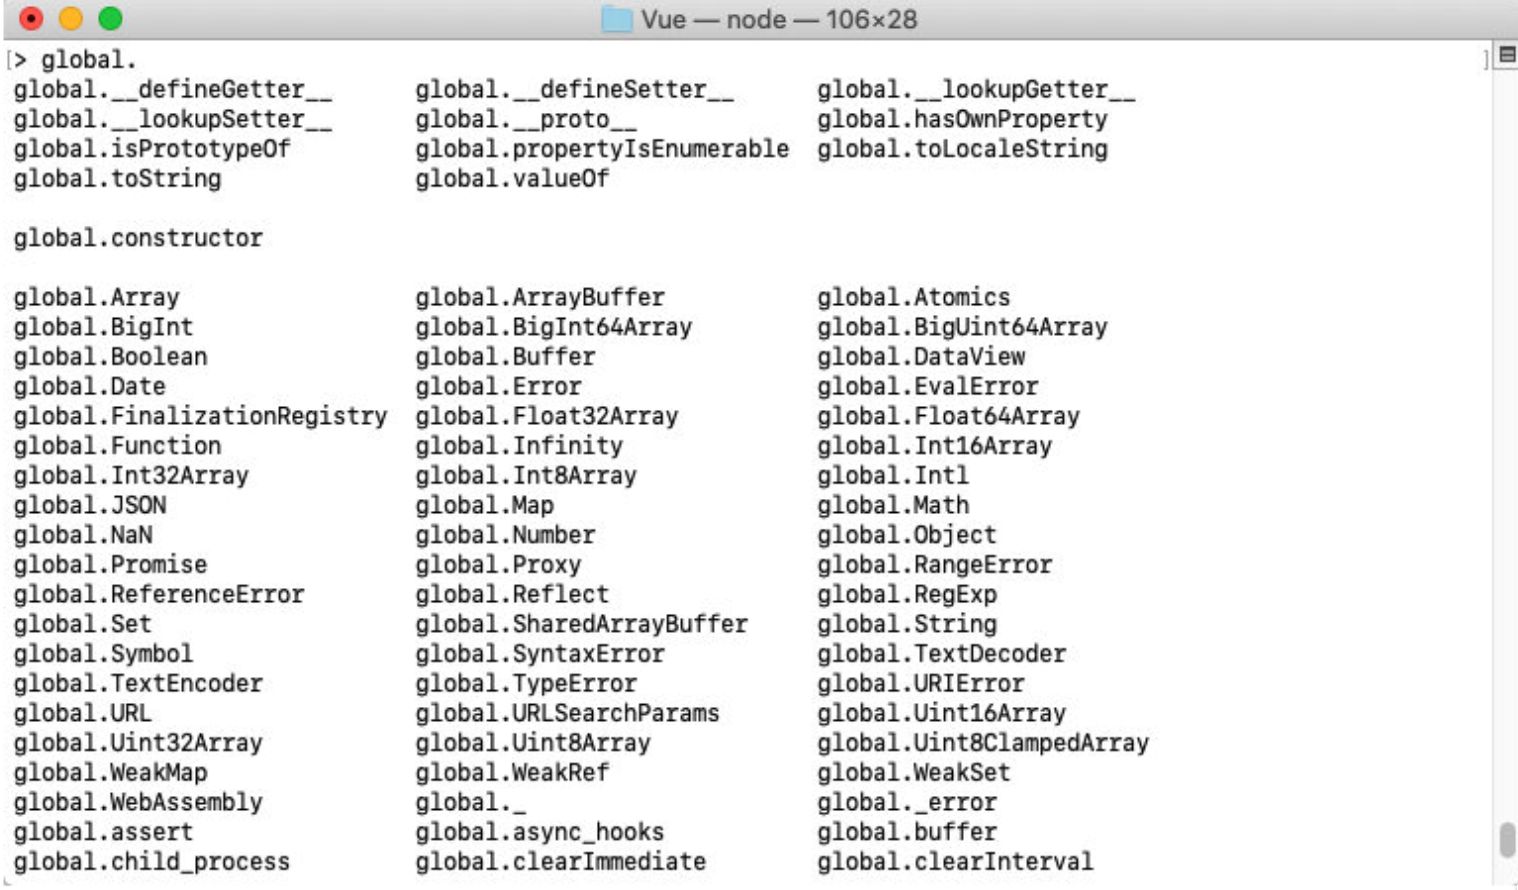 Vue — node — 106×28
[> global. ]
global.__defineGetter__ global.__defineSetter__ global.__lookupGetter__
global.__lookupSetter__ global.__proto__ global.hasOwnProperty
global.isPrototypeOf global.propertyIsEnumerable global.toLocaleString
global.toString global.valueOf
global.constructor
global.Array global.ArrayBuffer global.Atomics
global.BigInt global.BigInt64Array global.BigUint64Array
global.Boolean global.Buffer global.DataView
global.Date global.Error global.EvalError
global.FinalizationRegistry global.Float32Array global.Float64Array
global.Function global.Infinity global.Int16Array
global.Int32Array global.Int8Array global.Intl
global.JSON global.Map global.Math
global.NaN global.Number global.Object
global.Promise global.Proxy global.RangeError
global.ReferenceError global.Reflect global.RegExp
global.Set global.SharedArrayBuffer global.String
global.Symbol global.SyntaxError global.TextDecoder
global.TextEncoder global.TypeError global.URIError
global.URL global.URLSearchParams global.Uint16Array
global.Uint32Array global.Uint8Array global.Uint8ClampedArray
global.WeakMap global.WeakRef global.WeakSet
global.WebAssembly global._ global._error
global.assert global.async_hooks global.buffer
global.child_process global.clearImmediate global.clearInterval